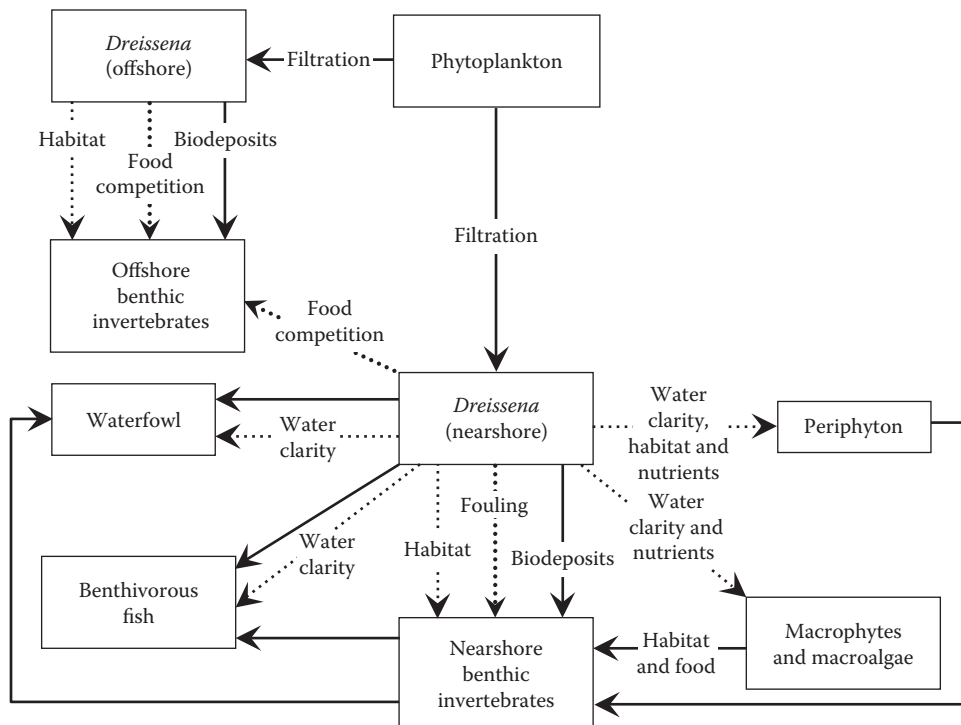 Dreissena
(offshore)
Filtration
Phytoplankton
Habitat
Food
competition
Biodeposits
Filtration
Offshore
benthic
invertebrates
Food
competition
Waterfowl
Water
clarity
Dreissena
(nearshore)
Water
clarity,
habitat and
nutrients
Periphyton
Water
clarity
Habitat
Fouling
Biodeposits
Water
clarity and
nutrients
Benthivorous
fish
Nearshore
benthic
invertebrates
Habitat
and food
Macrophytes
and macroalgae